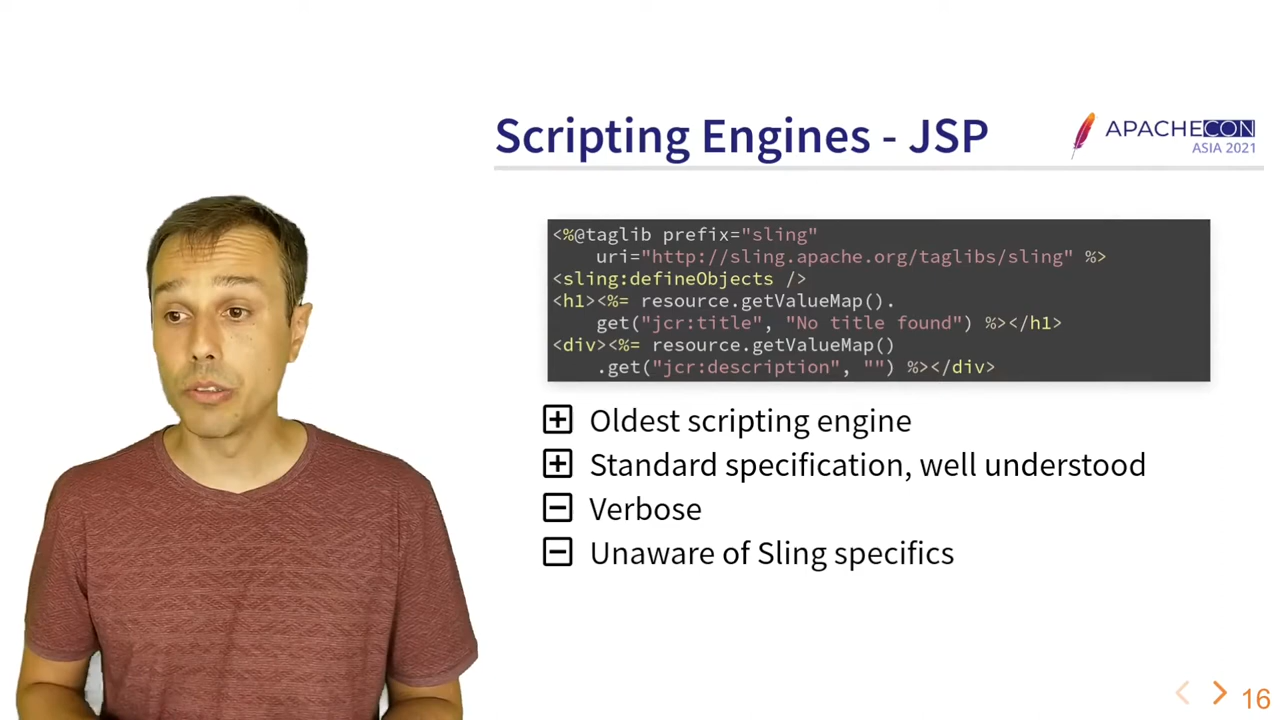 Scripting Engines - JSP
APACHECON
ASIA 2021
<%@taglib prefix="sling"
uri="http://sling.apache.org/taglibs/sling" %>
<sling:defineObjects />
<h1><%= resource.getValueMap().
get("jcr:title", "No title found") %></h1>
<div><%= resource.getValueMap()
.get("jcr:description", "") %></div>
Oldest scripting engine
Standard specification, well understood
Verbose
Unaware of Sling specifics
16